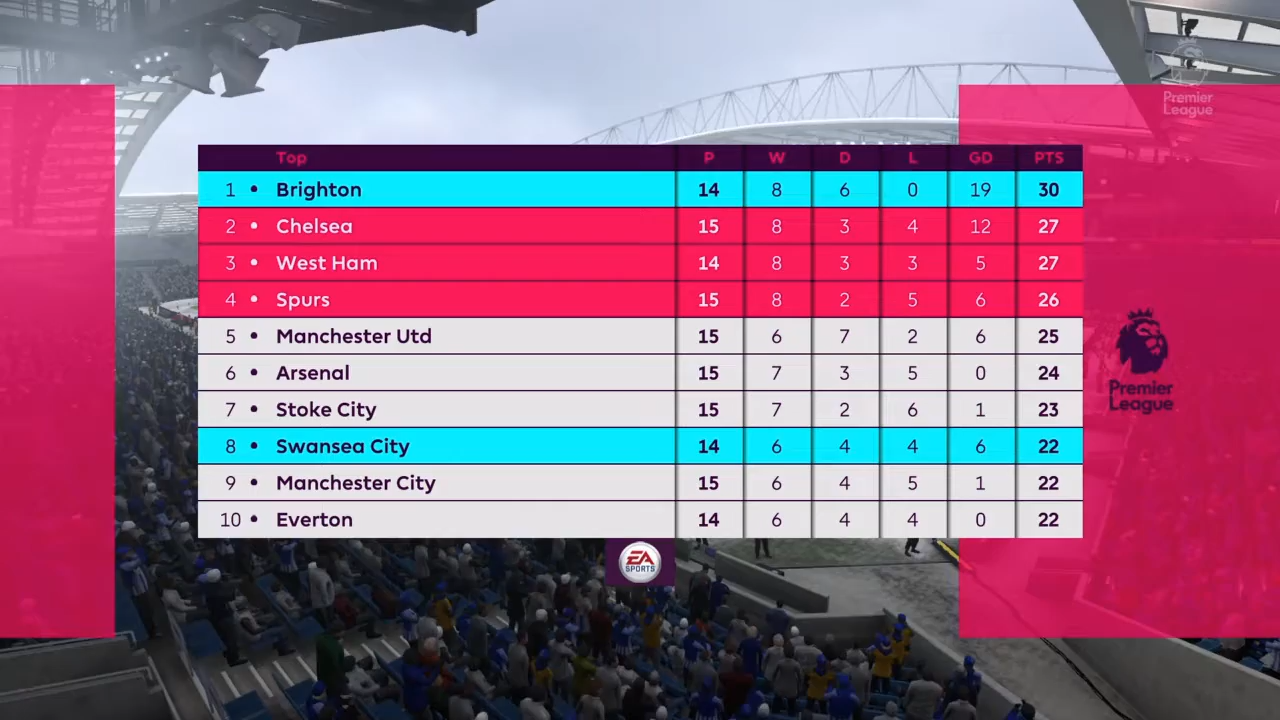 Premier
League
Top P W D L GD PTS
1 • Brighton 14 8 6 0 19 30
2 • Chelsea 15 8 3 4 12 27
3 • West Ham 14 8 3 3 5 27
4 • Spurs 15 8 2 5 6 26
5 • Manchester Utd 15 6 7 2 6 25
6 • Arsenal 15 7 3 5 0 24
7 • Stoke City 15 7 2 6 1 23
8 • Swansea City 14 6 4 4 6 22
9 • Manchester City 15 6 4 5 1 22
10 • Everton 14 6 4 4 0 22
Premier
League
EA
SPORTS